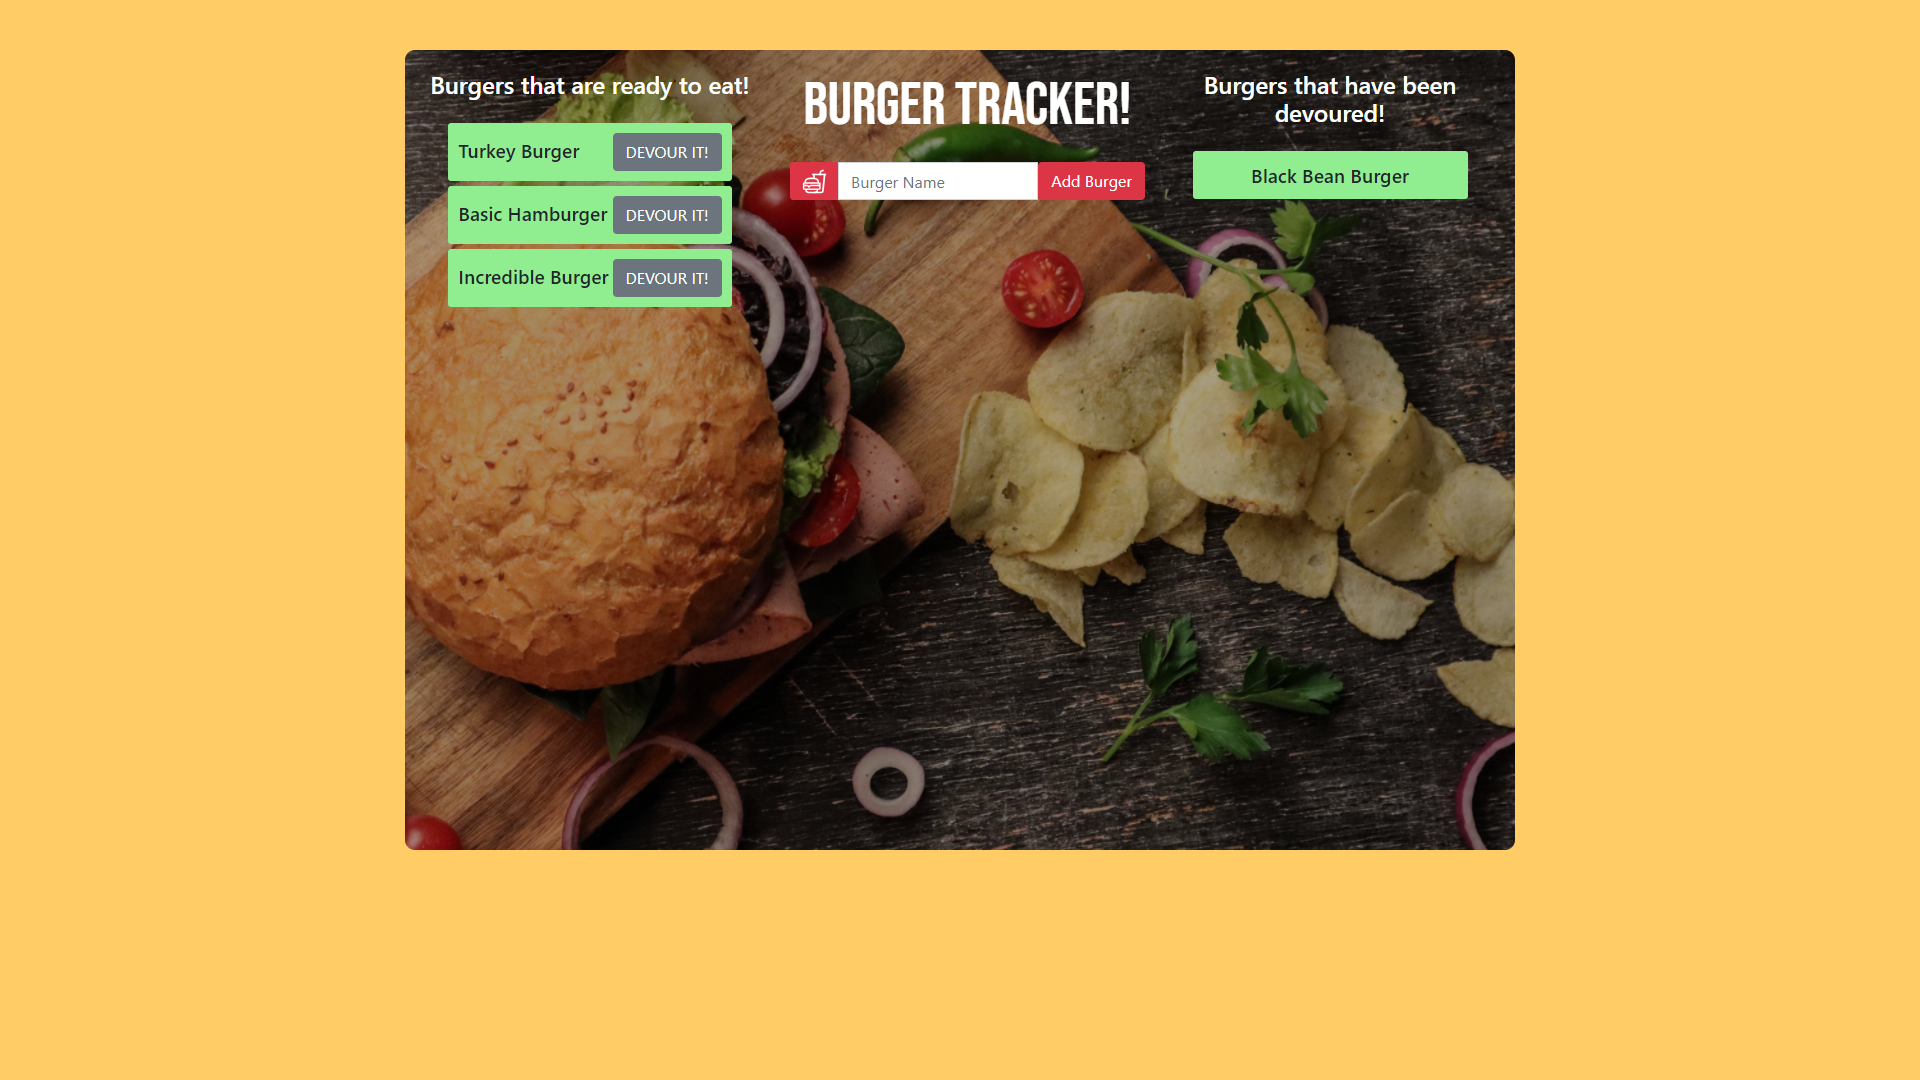 Burgers that are ready to eat!
Turkey Burger DEVOUR IT!
Basic Hamburger DEVOUR IT!
Incredible Burger DEVOUR IT!
BURGER TRACKER!
Burger Name Add Burger
Burgers that have been
devoured!
Black Bean Burger